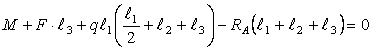 M + F · ℓ₃ + qℓ₁(ℓ₁/2 + ℓ₂ + ℓ₃) − R_A(ℓ₁ + ℓ₂ + ℓ₃) = 0